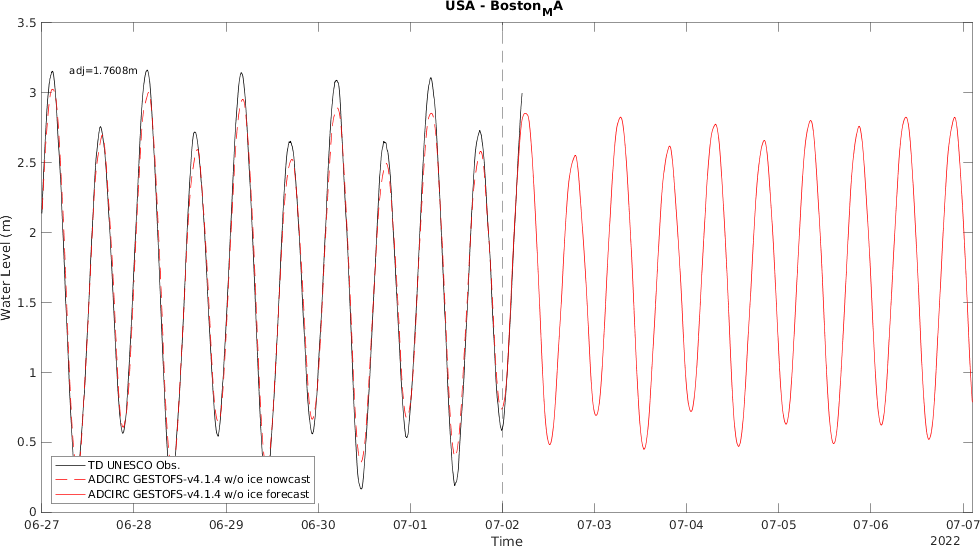 USA - Boston_MA
3.5
adj=1.7608m
3
2.5
2
Water Level (m)
1.5
1
0.5
TD UNESCO Obs.
ADCIRC GESTOFS-v4.1.4 w/o ice nowcast
ADCIRC GESTOFS-v4.1.4 w/o ice forecast
0
06-27 06-28 06-29 06-30 07-01 07-02 07-03 07-04 07-05 07-06 07-07
Time
2022